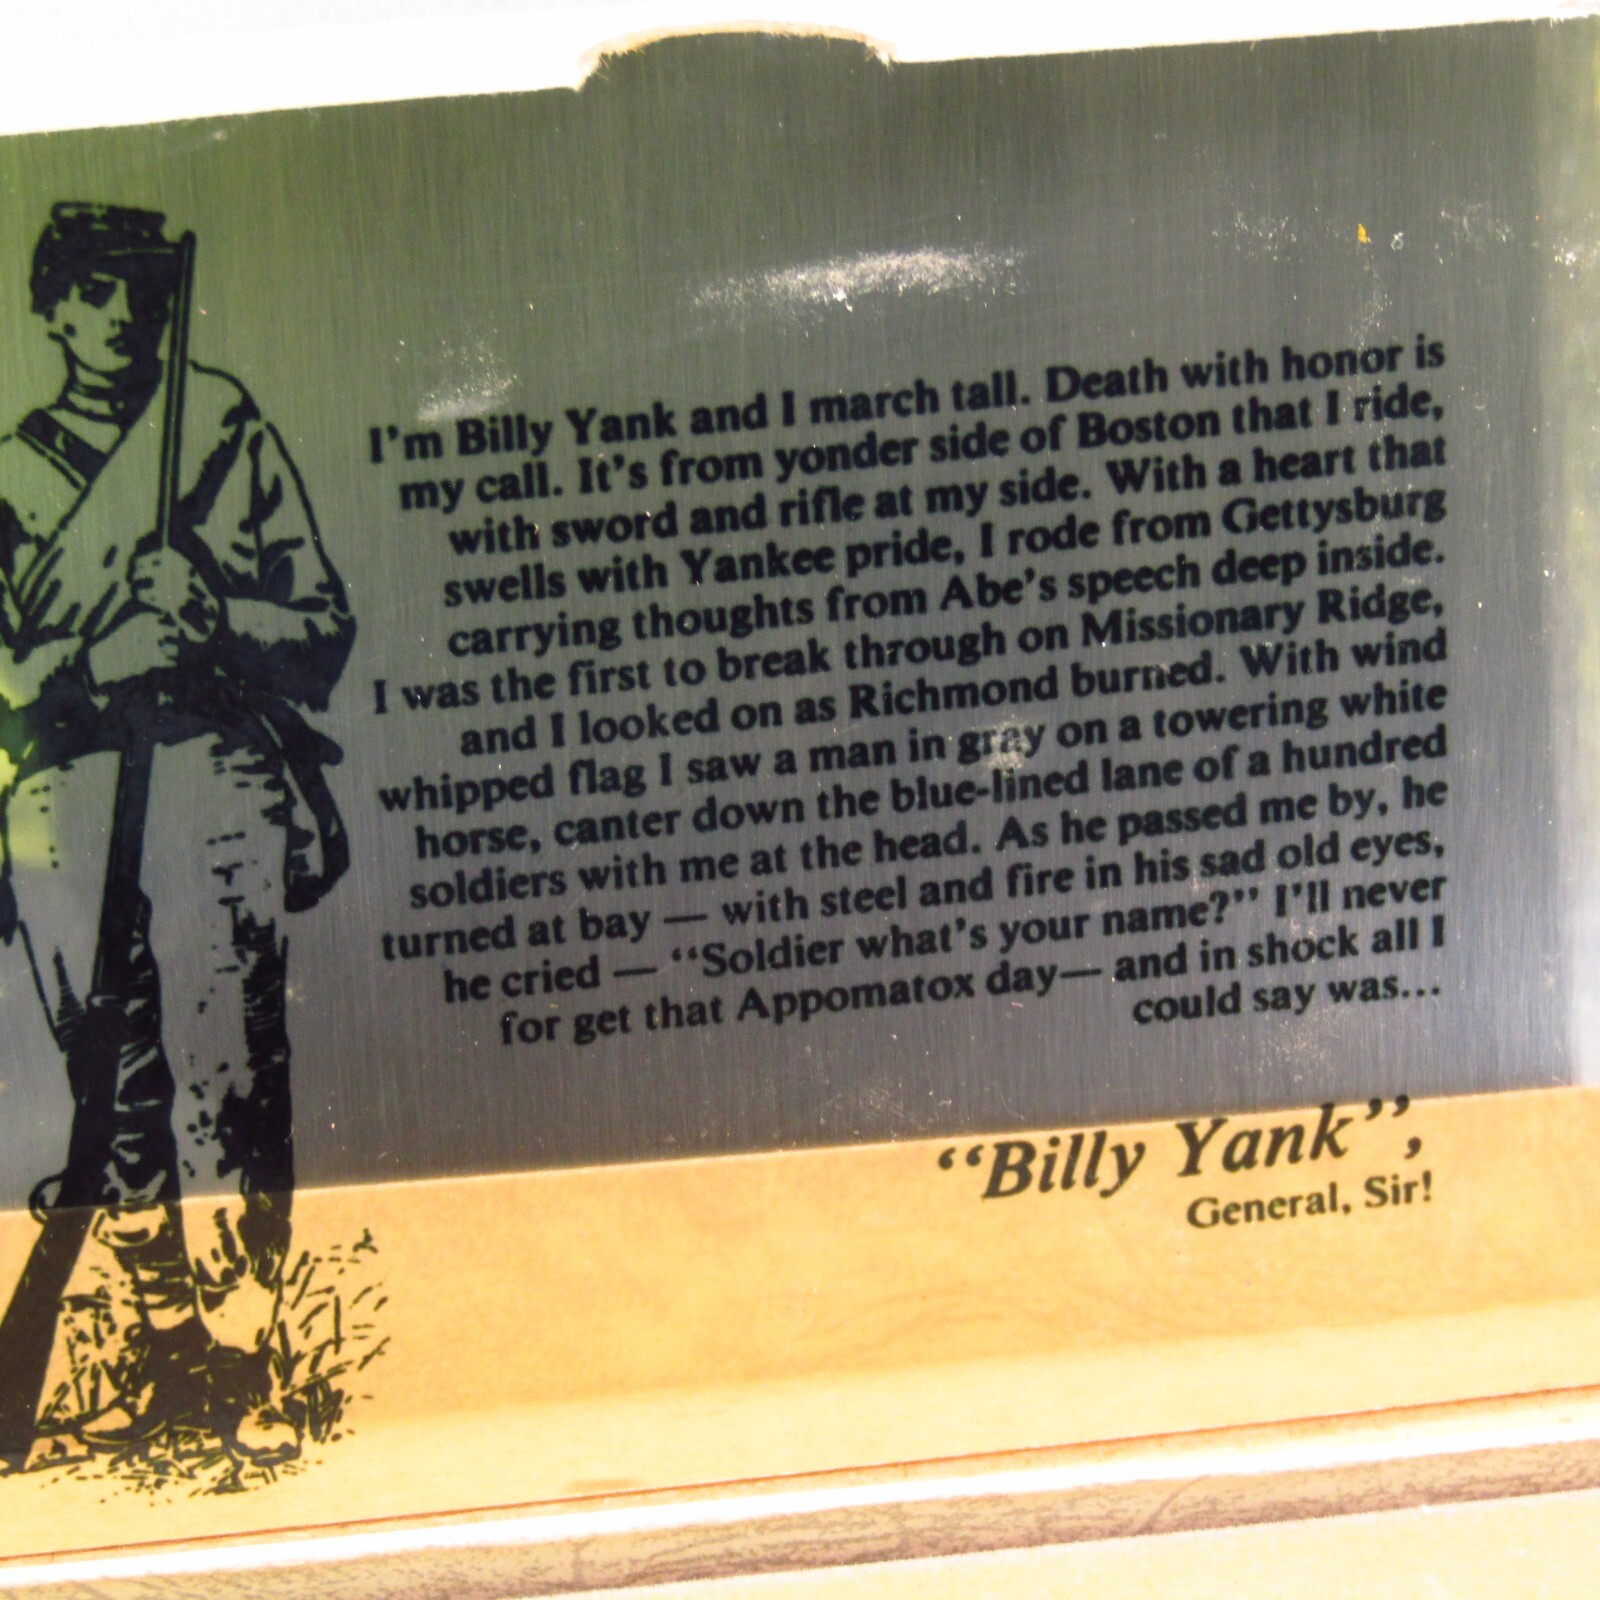 I'm Billy Yank and I march tall. Death with honor is
my call. It's from yonder side of Boston that I ride,
with sword and rifle at my side. With a heart that
swells with Yankee pride, I rode from Gettysburg
carrying thoughts from Abe's speech deep inside.
I was the first to break through on Missionary Ridge,
and I looked on as Richmond burned. With wind
whipped flag I saw a man in gray on a towering white
horse, canter down the blue-lined lane of a hundred
soldiers with me at the head. As he passed me by, he
turned at bay — with steel and fire in his sad old eyes,
he cried — “Soldier what's your name?” I'll never
for get that Appomatox day— and in shock all I
could say was...
“Billy Yank”,
General, Sir!